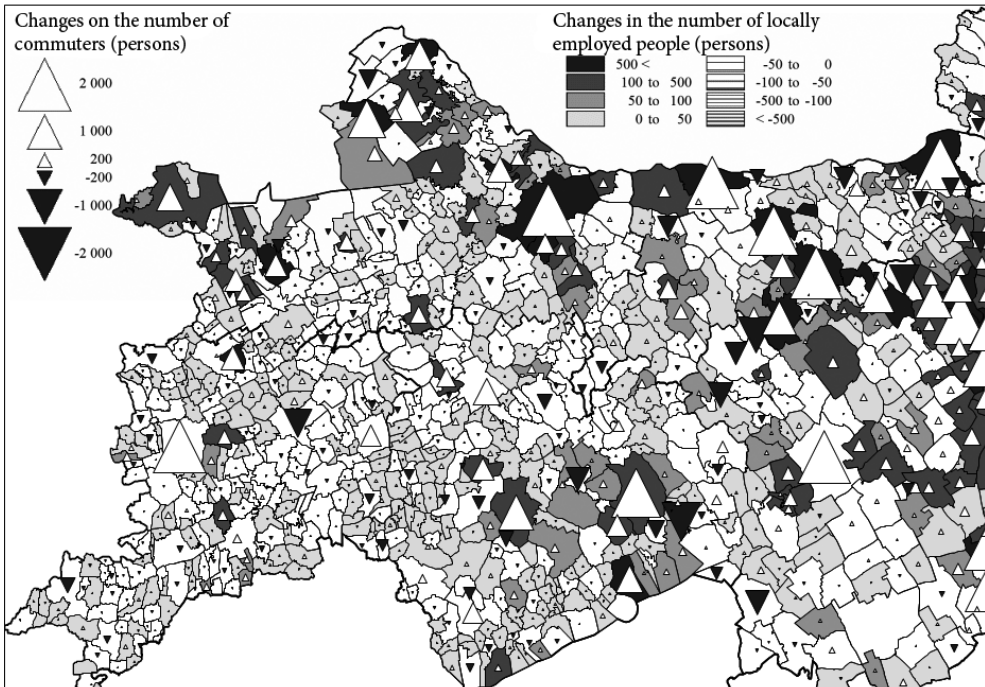 Changes on the number of
commuters (persons)
2 000
1 000
200
-200
-1 000
-2 000
Changes in the number of locally
employed people (persons)
500 <
100 to 500
50 to 100
0 to 50
-50 to 0
-100 to -50
-500 to -100
< -500